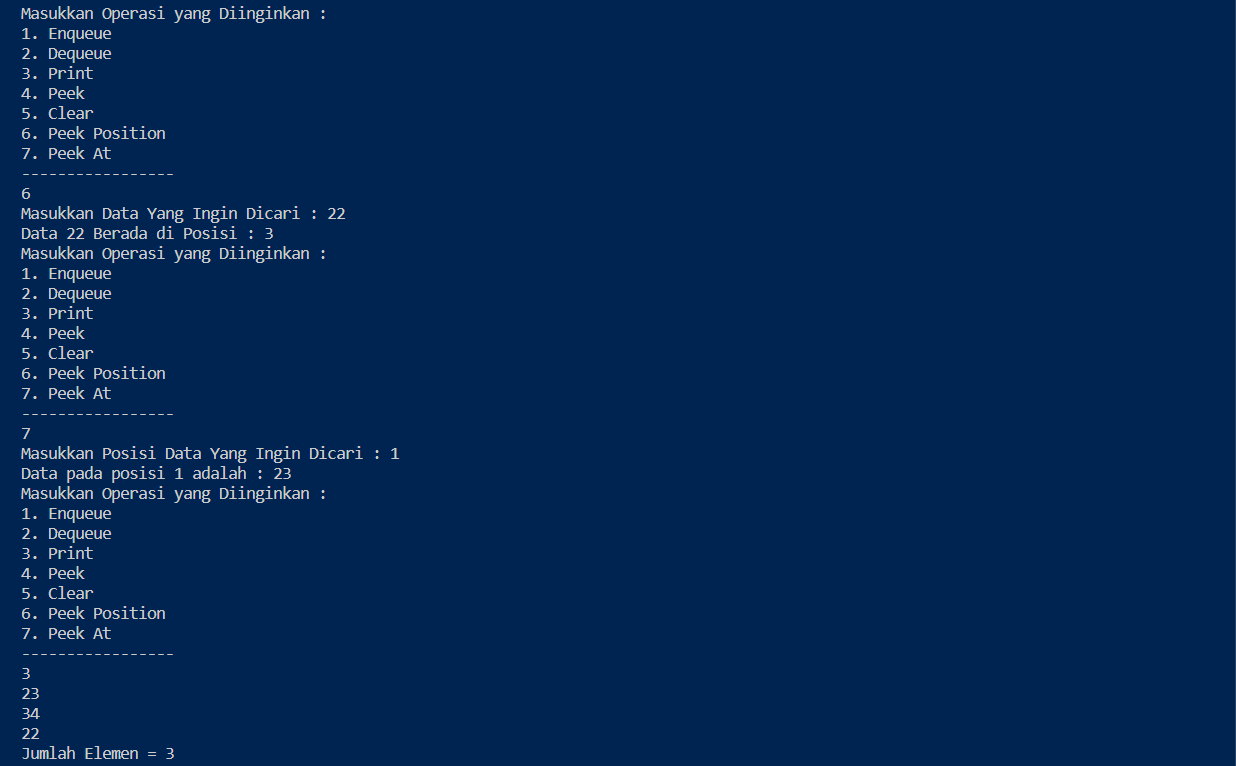 Masukkan Operasi yang Diinginkan :
1. Enqueue
2. Dequeue
3. Print
4. Peek
5. Clear
6. Peek Position
7. Peek At
-----------------
6
Masukkan Data Yang Ingin Dicari : 22
Data 22 Berada di Posisi : 3
Masukkan Operasi yang Diinginkan :
1. Enqueue
2. Dequeue
3. Print
4. Peek
5. Clear
6. Peek Position
7. Peek At
-----------------
7
Masukkan Posisi Data Yang Ingin Dicari : 1
Data pada posisi 1 adalah : 23
Masukkan Operasi yang Diinginkan :
1. Enqueue
2. Dequeue
3. Print
4. Peek
5. Clear
6. Peek Position
7. Peek At
-----------------
3
23
34
22
Jumlah Elemen = 3